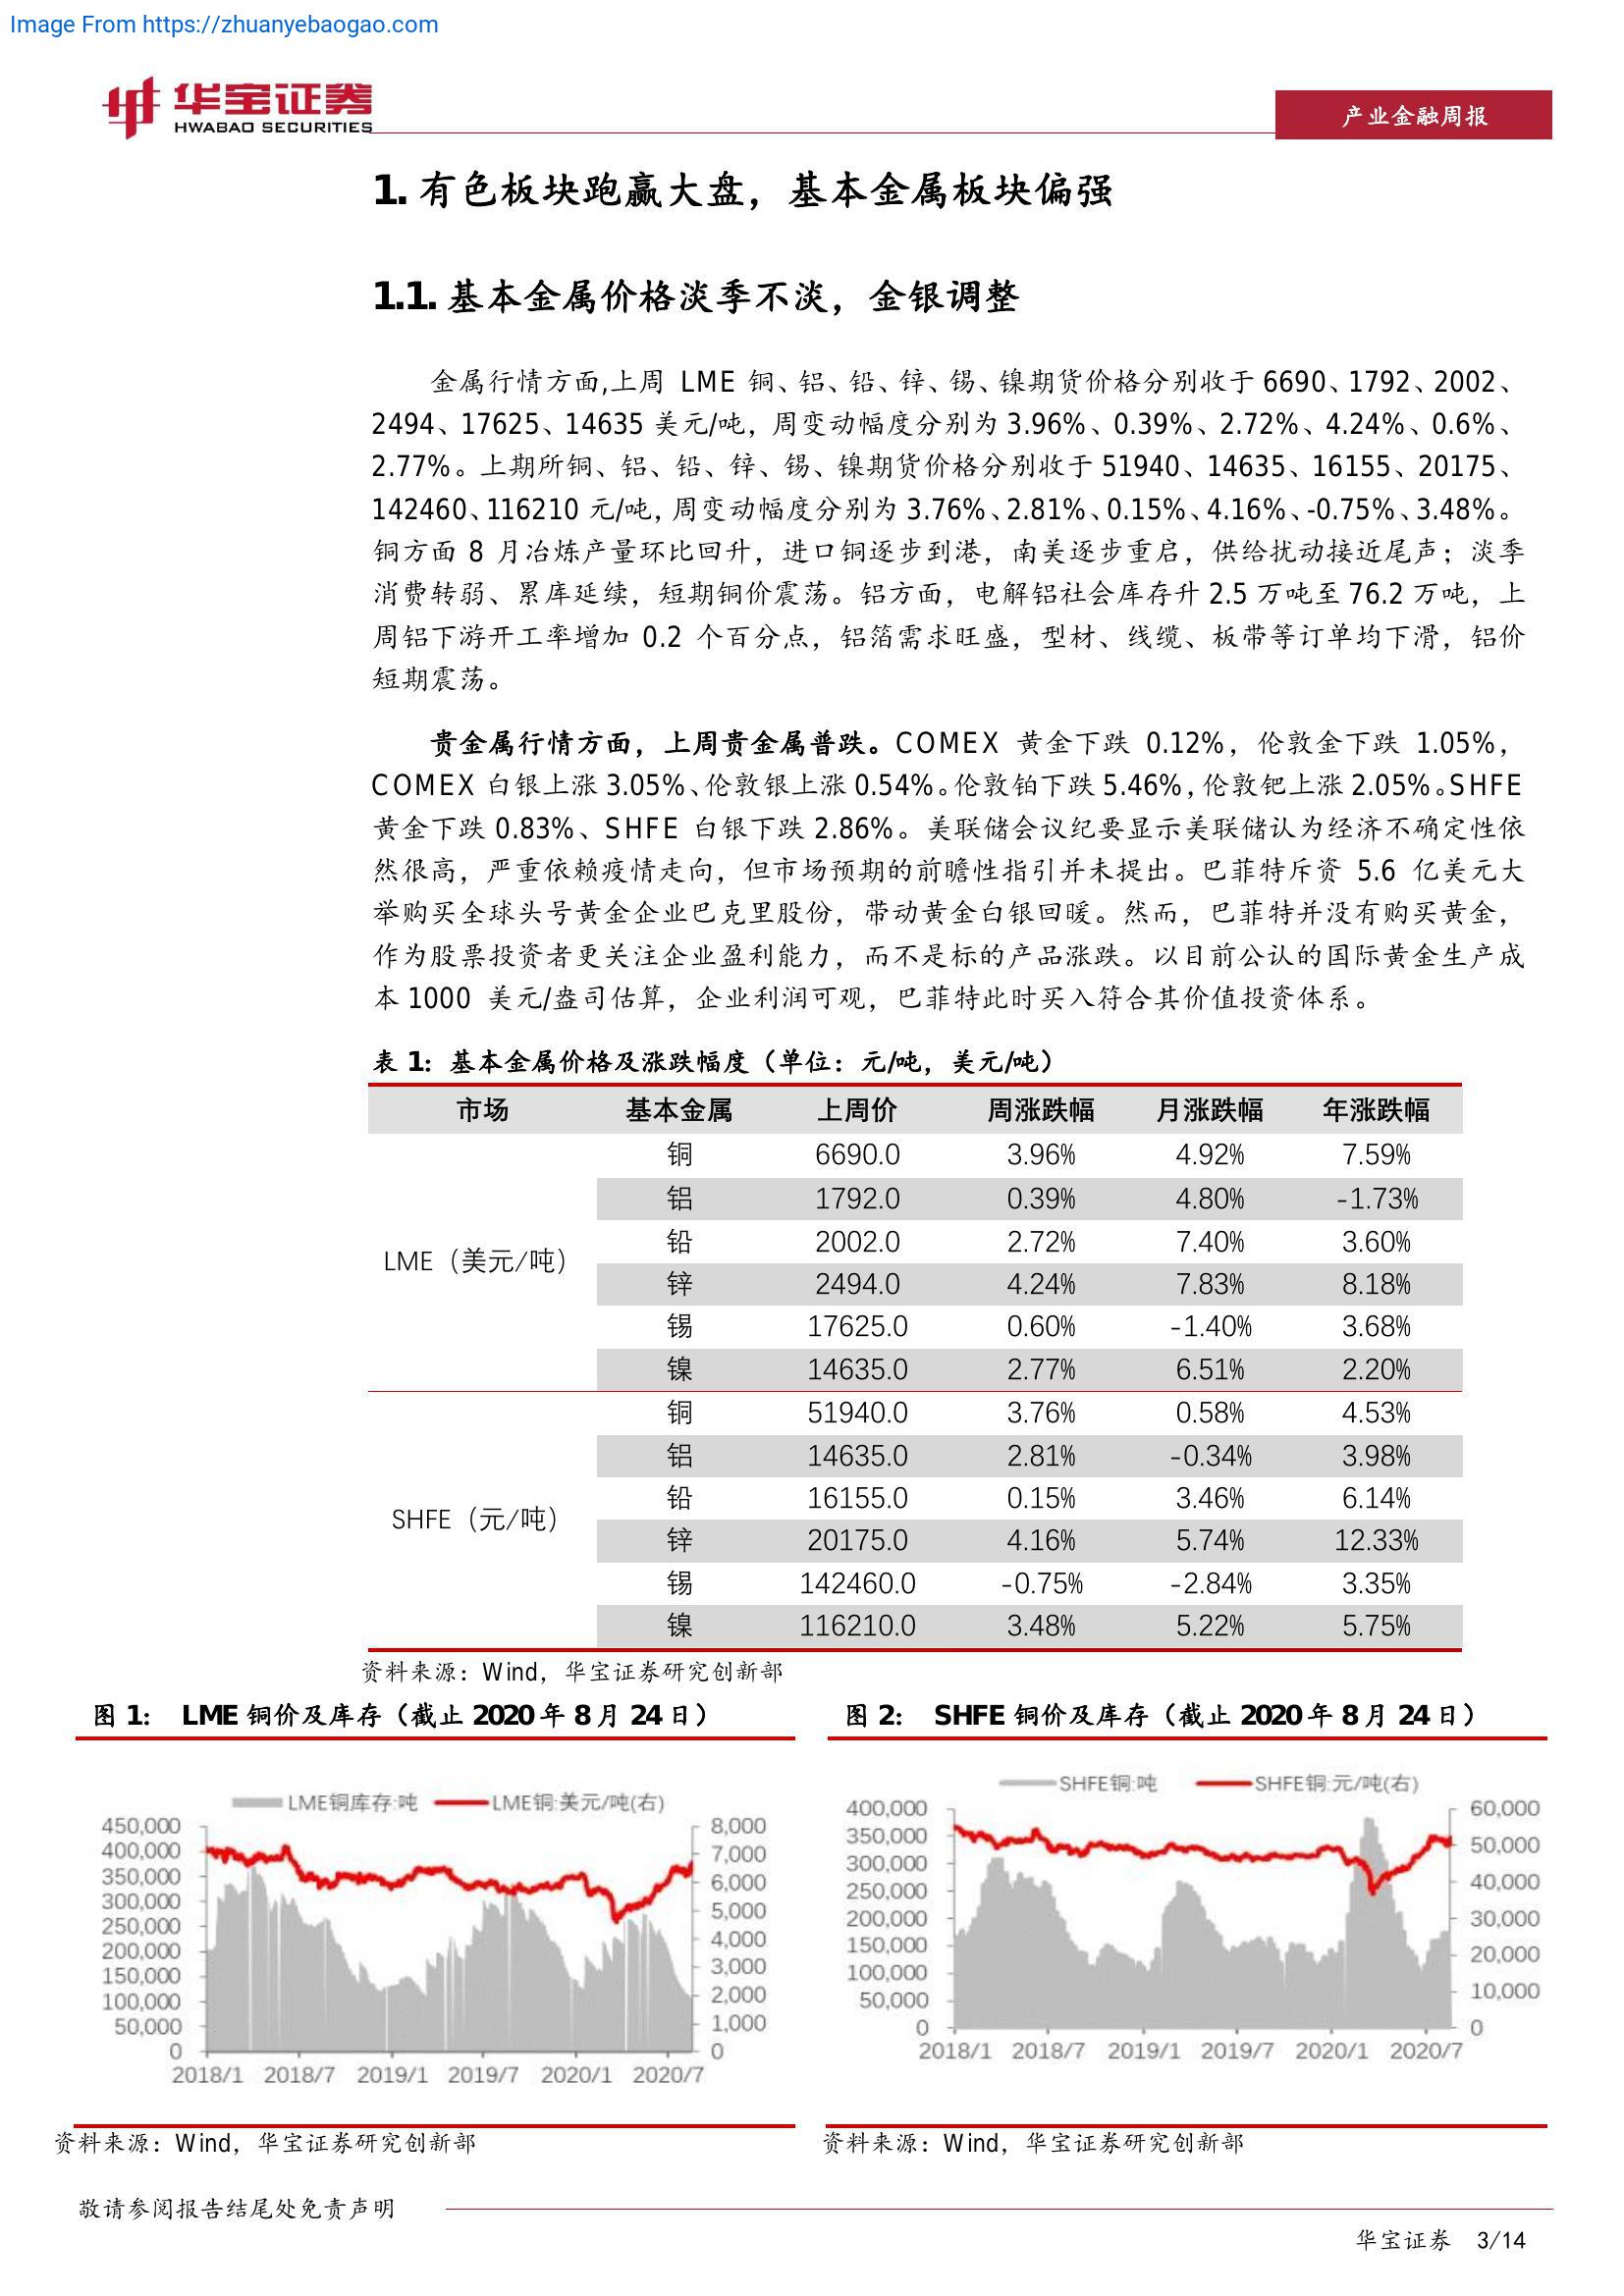 Image From https://zhuanyebaogao.com
华宝证券
HWABAO SECURITIES
产业金融周报
1. 有色板块跑赢大盘，基本金属板块偏强
1.1. 基本金属价格淡季不淡，金银调整
金属行情方面,上周 LME 铜、铝、铅、锌、锡、镍期货价格分别收于 6690、1792、2002、
2494、17625、14635 美元/吨，周变动幅度分别为 3.96%、0.39%、2.72%、4.24%、0.6%、
2.77%。上期所铜、铝、铅、锌、锡、镍期货价格分别收于 51940、14635、16155、20175、
142460、116210 元/吨，周变动幅度分别为 3.76%、2.81%、0.15%、4.16%、-0.75%、3.48%。
铜方面 8 月冶炼产量环比回升，进口铜逐步到港，南美逐步重启，供给扰动接近尾声；淡季
消费转弱、累库延续，短期铜价震荡。铝方面，电解铝社会库存升 2.5 万吨至 76.2 万吨，上
周铝下游开工率增加 0.2 个百分点，铝箔需求旺盛，型材、线缆、板带等订单均下滑，铝价
短期震荡。
贵金属行情方面，上周贵金属普跌。COMEX 黄金下跌 0.12%，伦敦金下跌 1.05%，
COMEX 白银上涨 3.05%、伦敦银上涨 0.54%。伦敦铂下跌 5.46%，伦敦钯上涨 2.05%。SHFE
黄金下跌 0.83%、SHFE 白银下跌 2.86%。美联储会议纪要显示美联储认为经济不确定性依
然很高，严重依赖疫情走向，但市场预期的前瞻性指引并未提出。巴菲特斥资 5.6 亿美元大
举购买全球头号黄金企业巴克里股份，带动黄金白银回暖。然而，巴菲特并没有购买黄金，
作为股票投资者更关注企业盈利能力，而不是标的产品涨跌。以目前公认的国际黄金生产成
本 1000 美元/盎司估算，企业利润可观，巴菲特此时买入符合其价值投资体系。
表 1：基本金属价格及涨跌幅度（单位：元/吨，美元/吨）
市场 基本金属 上周价 周涨跌幅 月涨跌幅 年涨跌幅
铜 6690.0 3.96% 4.92% 7.59%
铝 1792.0 0.39% 4.80% -1.73%
铅 2002.0 2.72% 7.40% 3.60%
LME（美元/吨）
锌 2494.0 4.24% 7.83% 8.18%
锡 17625.0 0.60% -1.40% 3.68%
镍 14635.0 2.77% 6.51% 2.20%
铜 51940.0 3.76% 0.58% 4.53%
铝 14635.0 2.81% -0.34% 3.98%
铅 16155.0 0.15% 3.46% 6.14%
SHFE（元/吨）
锌 20175.0 4.16% 5.74% 12.33%
锡 142460.0 -0.75% -2.84% 3.35%
镍 116210.0 3.48% 5.22% 5.75%
资料来源：Wind，华宝证券研究创新部
图 1： LME 铜价及库存（截止 2020 年 8 月 24 日）
LME铜库存:吨 LME铜:美元/吨(右)
450,000 8,000
400,000 7,000
350,000 6,000
300,000 5,000
250,000 4,000
200,000 3,000
150,000 2,000
100,000 1,000
50,000 0
0
2018/1 2018/7 2019/1 2019/7 2020/1 2020/7
资料来源：Wind，华宝证券研究创新部
图 2： SHFE 铜价及库存（截止 2020 年 8 月 24 日）
SHFE铜:吨 SHFE铜:元/吨(右)
400,000 60,000
350,000 50,000
300,000 40,000
250,000 30,000
200,000 20,000
150,000 10,000
100,000 0
50,000
0
2018/1 2018/7 2019/1 2019/7 2020/1 2020/7
资料来源：Wind，华宝证券研究创新部
敬请参阅报告结尾处免责声明
华宝证券 3/14